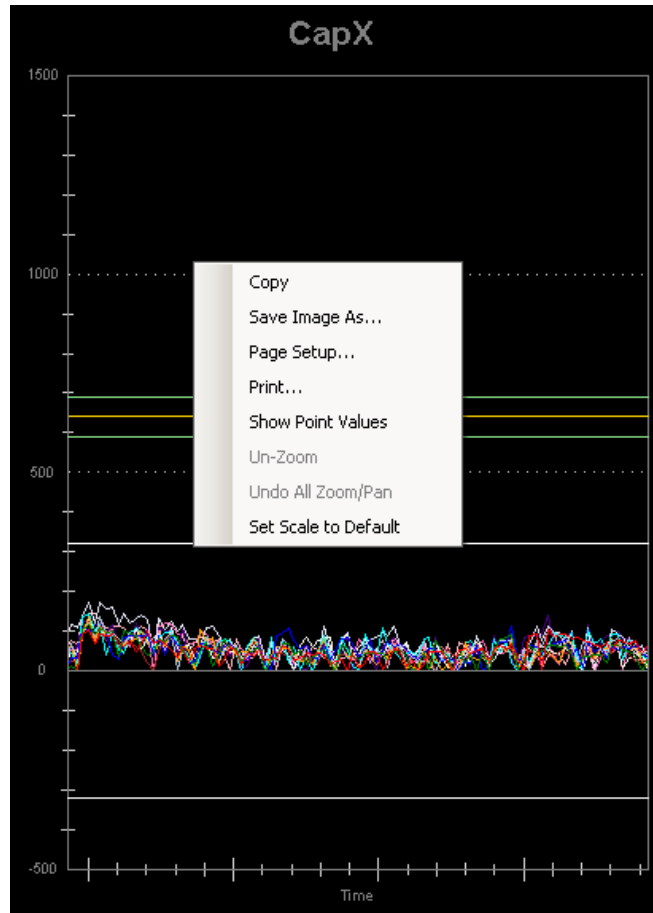 CapX
1500
1000
500
0
-500
Copy
Save Image As...
Page Setup...
Print...
Show Point Values
Un-Zoom
Undo All Zoom/Pan
Set Scale to Default
Time